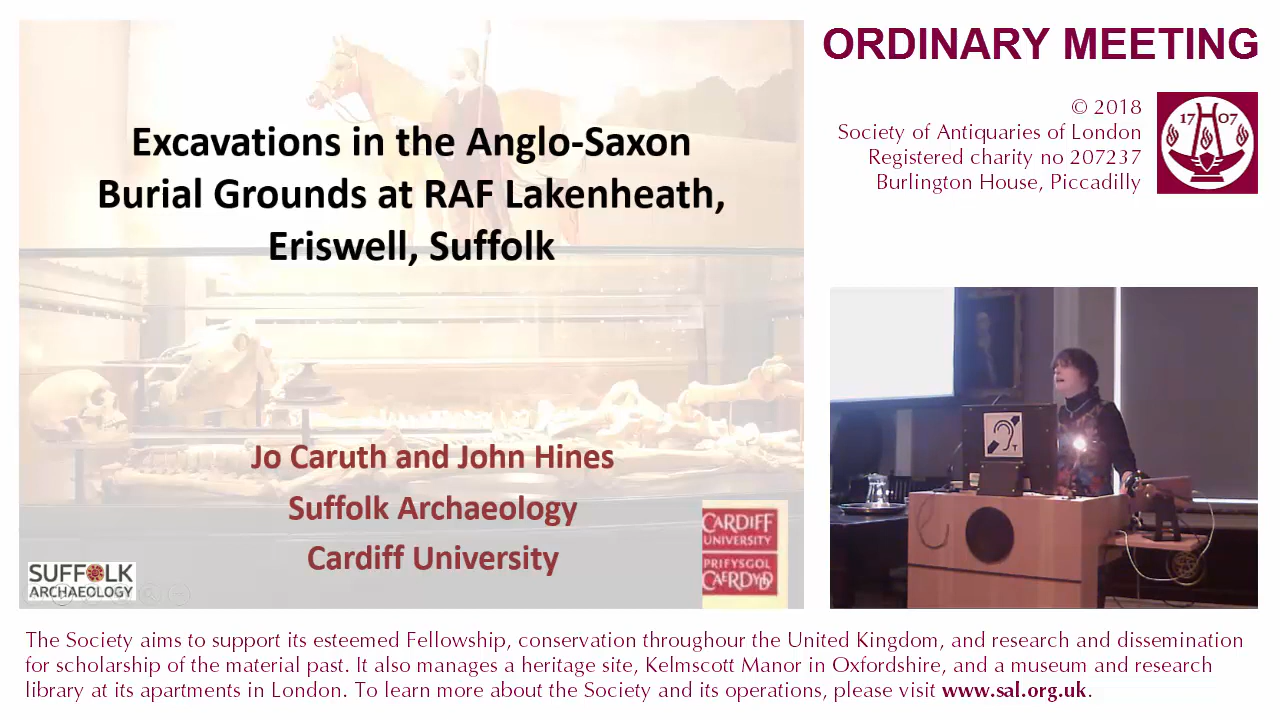 Excavations in the Anglo-Saxon
Burial Grounds at RAF Lakenheath,
Eriswell, Suffolk
Jo Caruth and John Hines
Suffolk Archaeology
Cardiff University
SUFFOLK
ARCHAEOLOGY
CARDIFF
UNIVERSITY
PRIFYSGOL
CAERDYDD
ORDINARY MEETING
© 2018
Society of Antiquaries of London
Registered charity no 207237
Burlington House, Piccadilly
17 07
T
The Society aims to support its esteemed Fellowship, conservation throughour the United Kingdom, and research and dissemination
for scholarship of the material past. It also manages a heritage site, Kelmscott Manor in Oxfordshire, and a museum and research
library at its apartments in London. To learn more about the Society and its operations, please visit www.sal.org.uk.